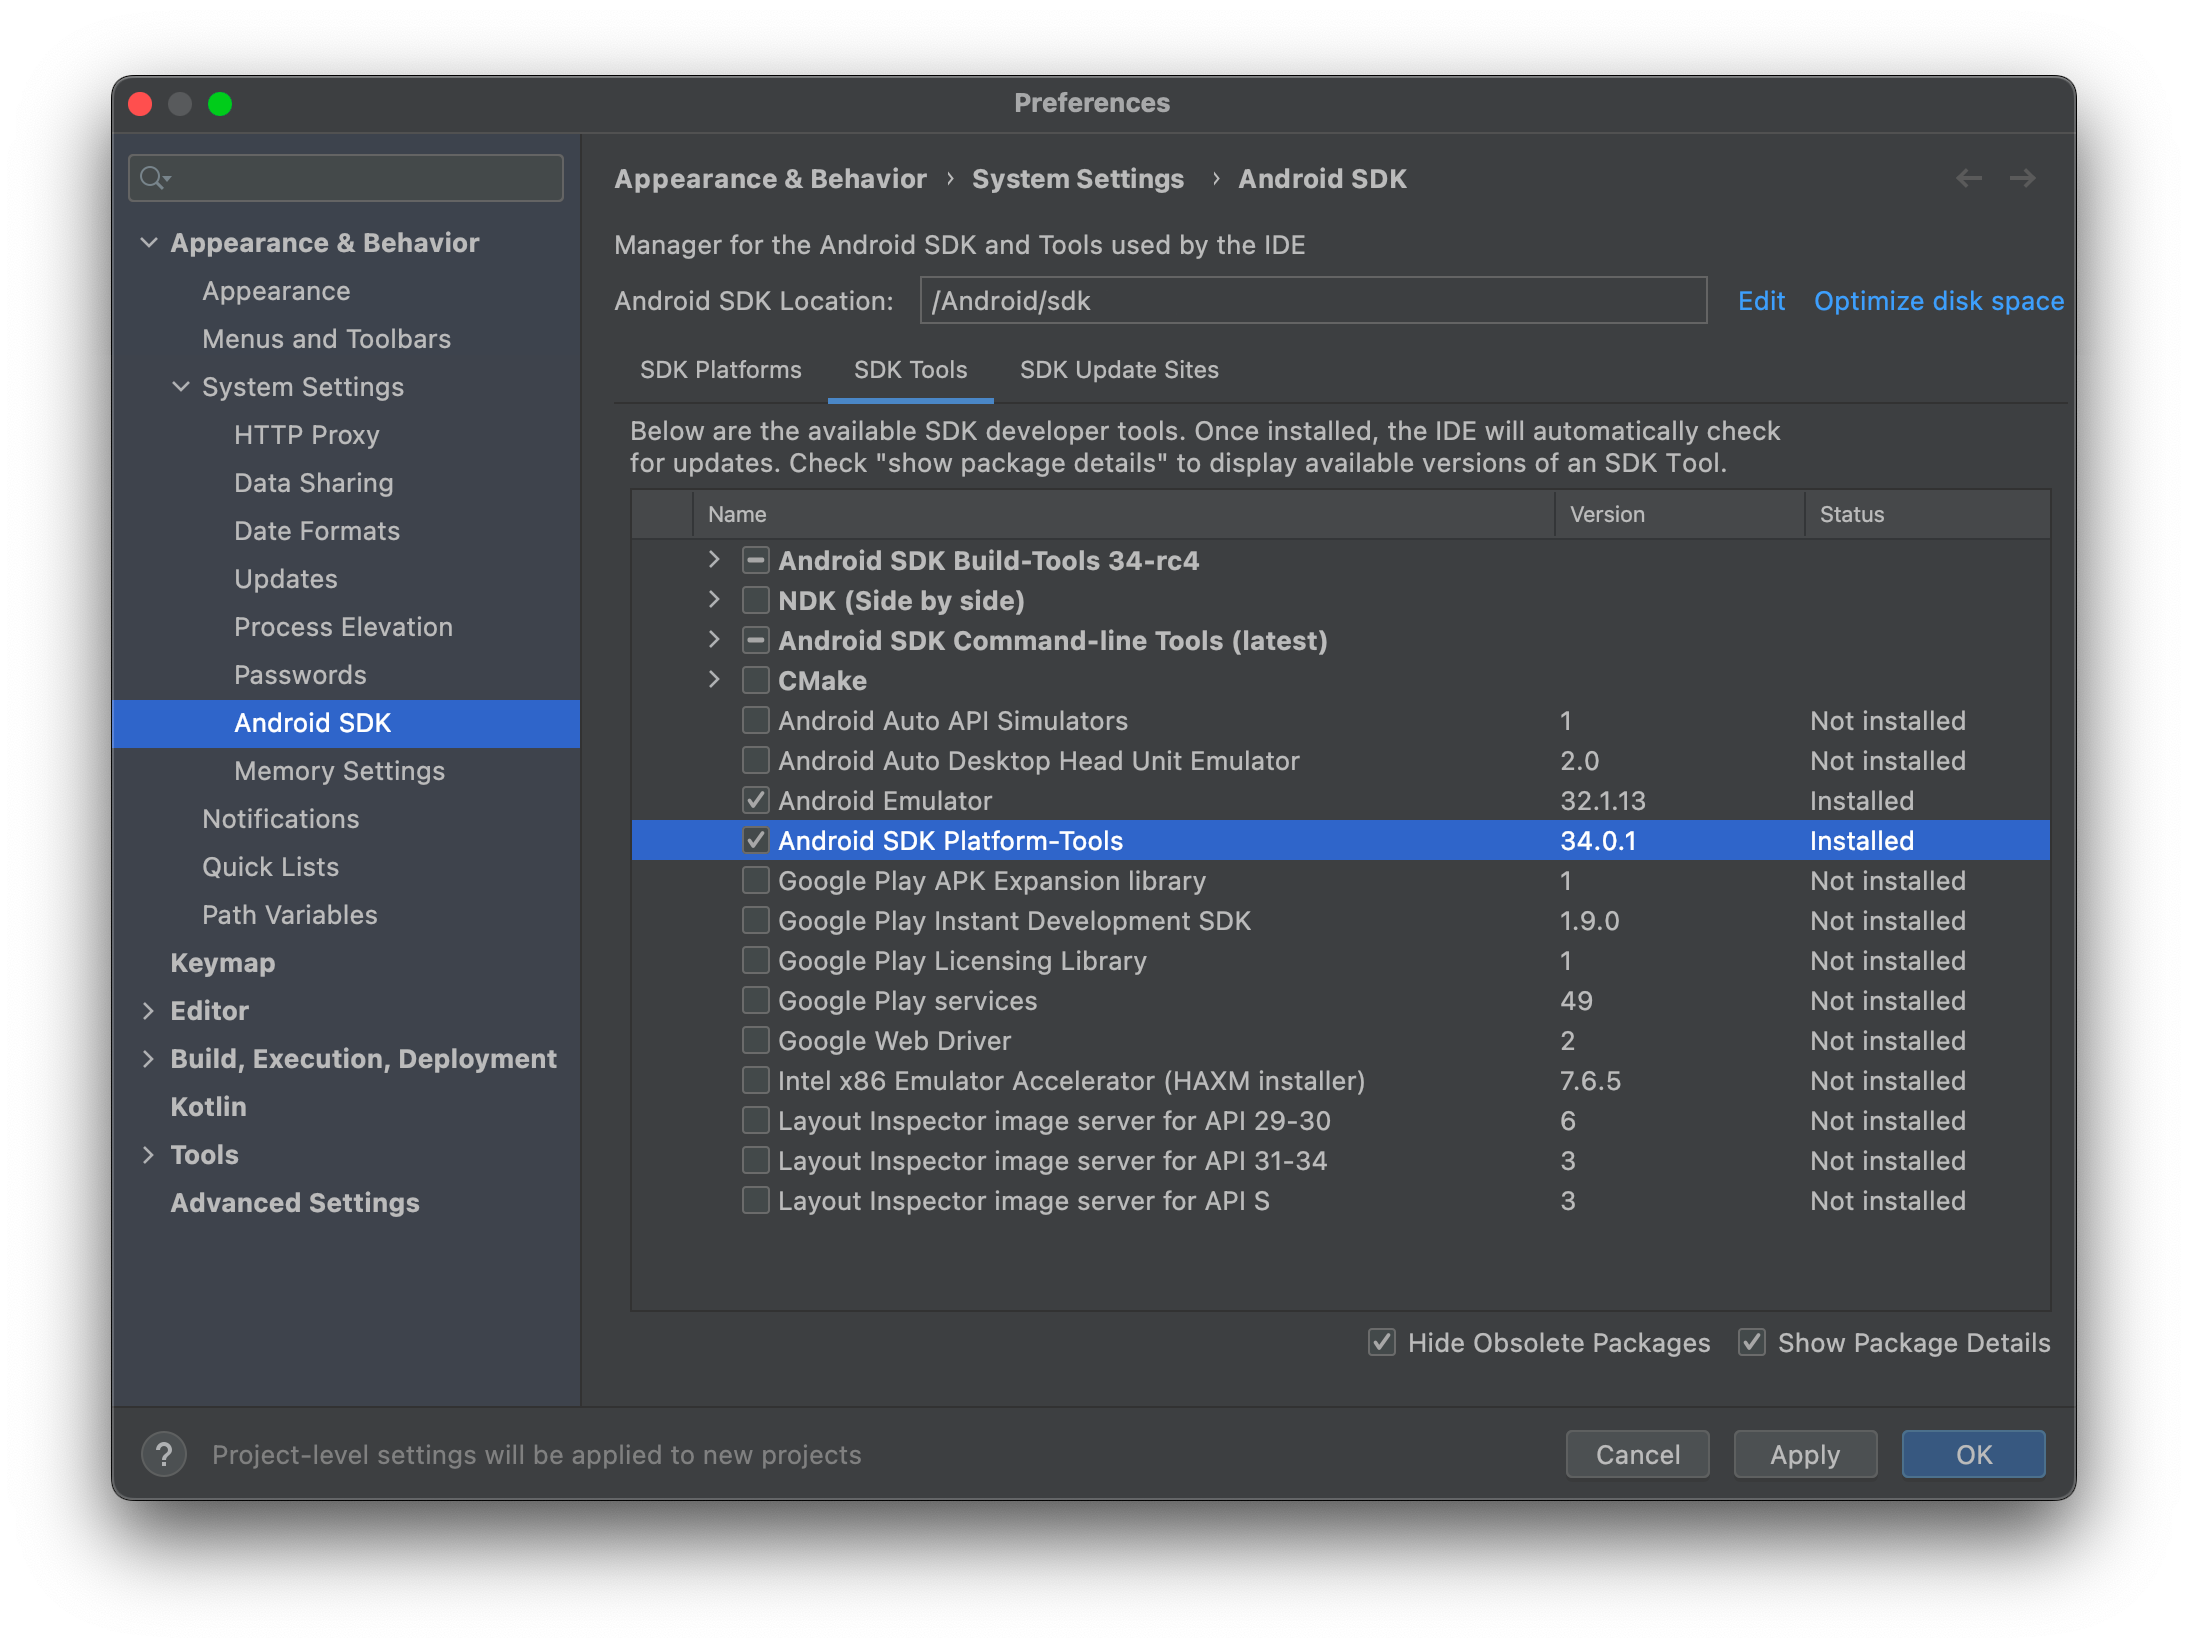 Preferences
Appearance & Behavior
Appearance
Menus and Toolbars
System Settings
HTTP Proxy
Data Sharing
Date Formats
Updates
Process Elevation
Passwords
Android SDK
Memory Settings
Notifications
Quick Lists
Path Variables
Keymap
Editor
Build, Execution, Deployment
Kotlin
Tools
Advanced Settings
Appearance & Behavior › System Settings › Android SDK
Manager for the Android SDK and Tools used by the IDE
Android SDK Location: /Android/sdk Edit Optimize disk space
SDK Platforms SDK Tools SDK Update Sites
Below are the available SDK developer tools. Once installed, the IDE will automatically check
for updates. Check "show package details" to display available versions of an SDK Tool.
Name Version Status
Android SDK Build-Tools 34-rc4
NDK (Side by side)
Android SDK Command-line Tools (latest)
CMake
Android Auto API Simulators 1 Not installed
Android Auto Desktop Head Unit Emulator 2.0 Not installed
Android Emulator 32.1.13 Installed
Android SDK Platform-Tools 34.0.1 Installed
Google Play APK Expansion library 1 Not installed
Google Play Instant Development SDK 1.9.0 Not installed
Google Play Licensing Library 1 Not installed
Google Play services 49 Not installed
Google Web Driver 2 Not installed
Intel x86 Emulator Accelerator (HAXM installer) 7.6.5 Not installed
Layout Inspector image server for API 29-30 6 Not installed
Layout Inspector image server for API 31-34 3 Not installed
Layout Inspector image server for API S 3 Not installed
Hide Obsolete Packages Show Package Details
? Project-level settings will be applied to new projects
Cancel Apply OK